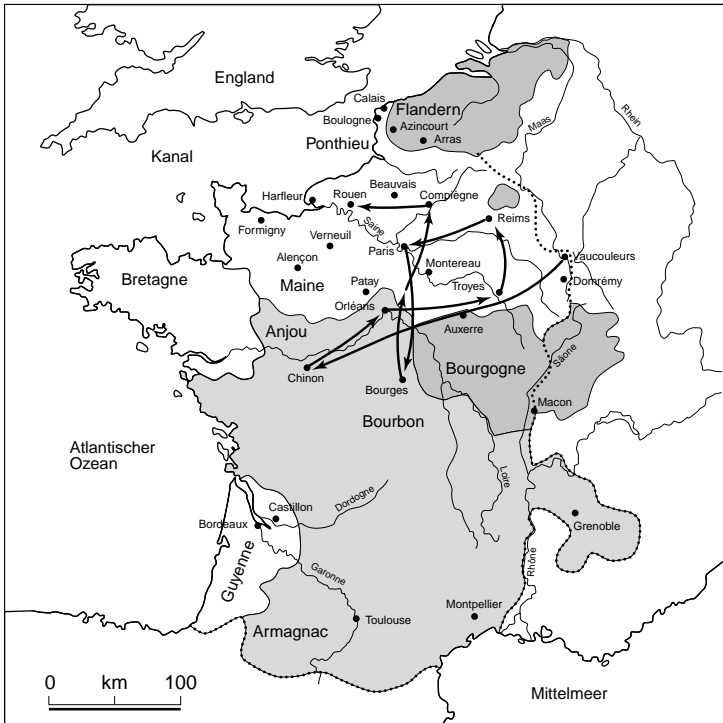 England
Calais
Flandern
Boulogne
Azincourt
Ponthieu
Arras
Maas
Rhein
Kanal
Beauvais
Rouen
Compiègne
Harfleur
Saine
Reims
Formigny
Verneuil
Paris
Vaucouleurs
Montereau
Alençon
Domrémy
Bretagne
Maine
Patay
Troyes
Orléans
Anjou
Auxerre
Sâone
Chinon
Bourgogne
Bourges
Macon
Bourbon
Atlantischer
Ozean
Loire
Castillon
Dordogne
Bordeaux
Grenoble
Guyenne
Rhône
Garonne
Montpellier
Toulouse
Armagnac
0 km 100
Mittelmeer